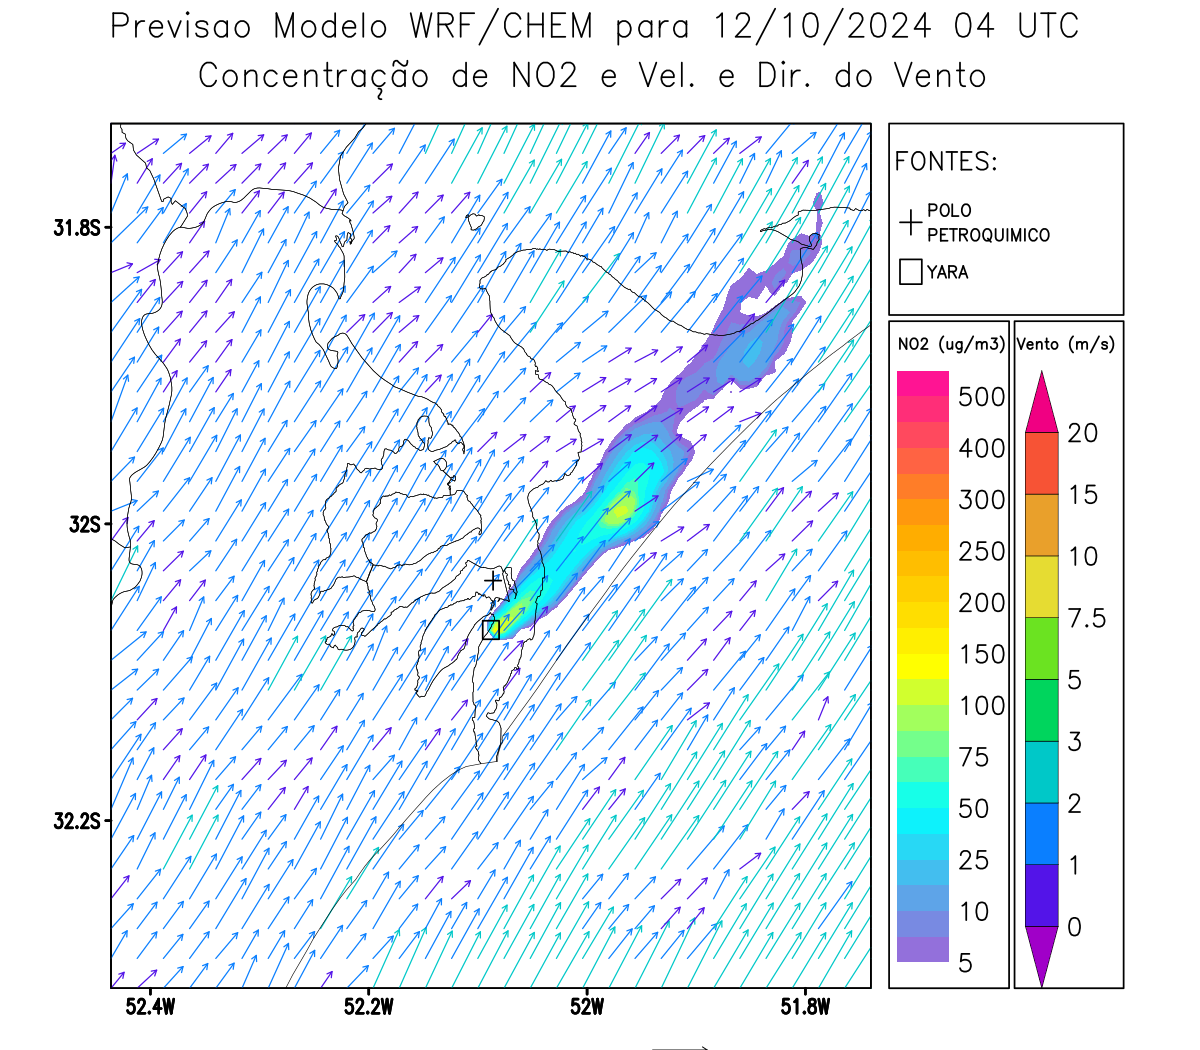 Previsao Modelo WRF/CHEM para 12/10/2024 04 UTC
Concentração de NO2 e Vel. e Dir. do Vento
FONTES:
POLO
PETROQUIMICO
YARA
NO2 (ug/m3)
500
400
300
250
200
150
100
75
50
25
10
5
Vento (m/s)
20
15
10
7.5
5
3
2
1
0
31.8S
32S
32.2S
52.4W
52.2W
52W
51.8W